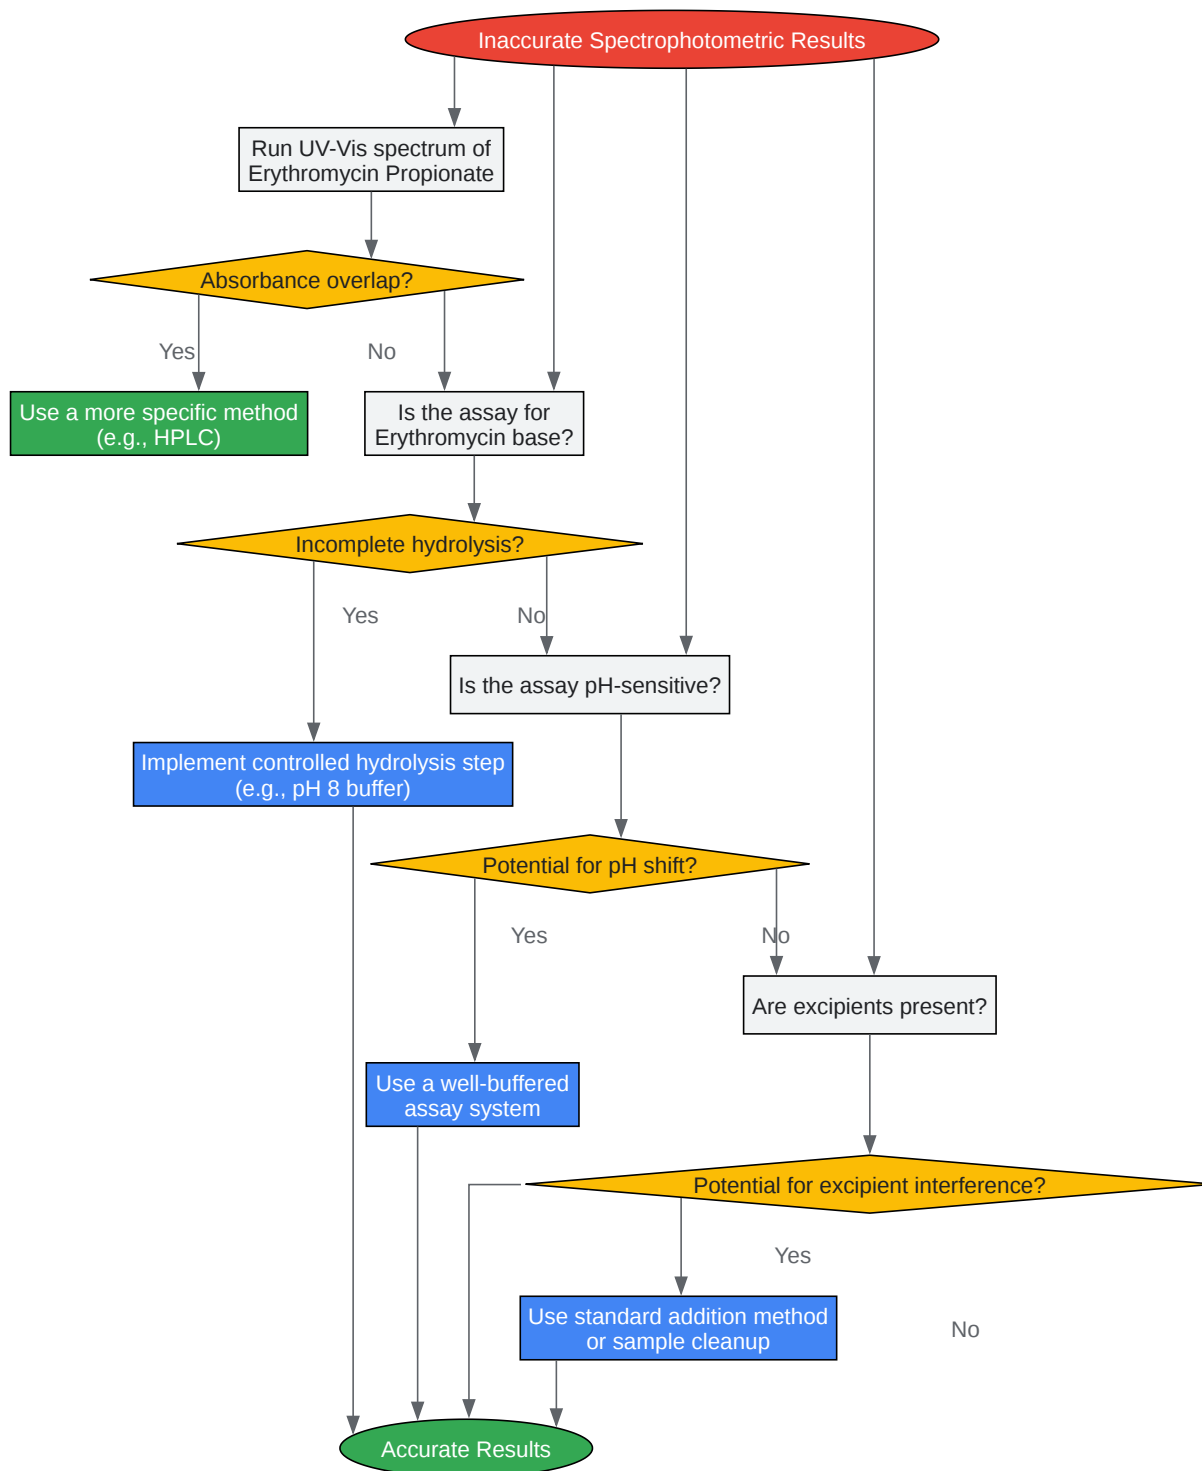 Inaccurate Spectrophotometric Results
Run UV-Vis spectrum of
Erythromycin Propionate
Absorbance overlap?
Yes
No
Use a more specific method
(e.g., HPLC)
Is the assay for
Erythromycin base?
Incomplete hydrolysis?
Yes
No
Is the assay pH-sensitive?
Implement controlled hydrolysis step
(e.g., pH 8 buffer)
Potential for pH shift?
Yes
No
Are excipients present?
Use a well-buffered
assay system
Potential for excipient interference?
Yes
Use standard addition method
or sample cleanup
No
Accurate Results